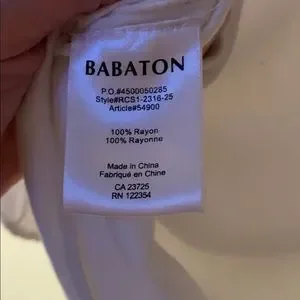 BABATON
P.O.#4500050285
Style#RCS1-2316-25
Article#54900
100% Rayon
100% Rayonne
Made in China
Fabriqué en Chine
CA 23725
RN 122354